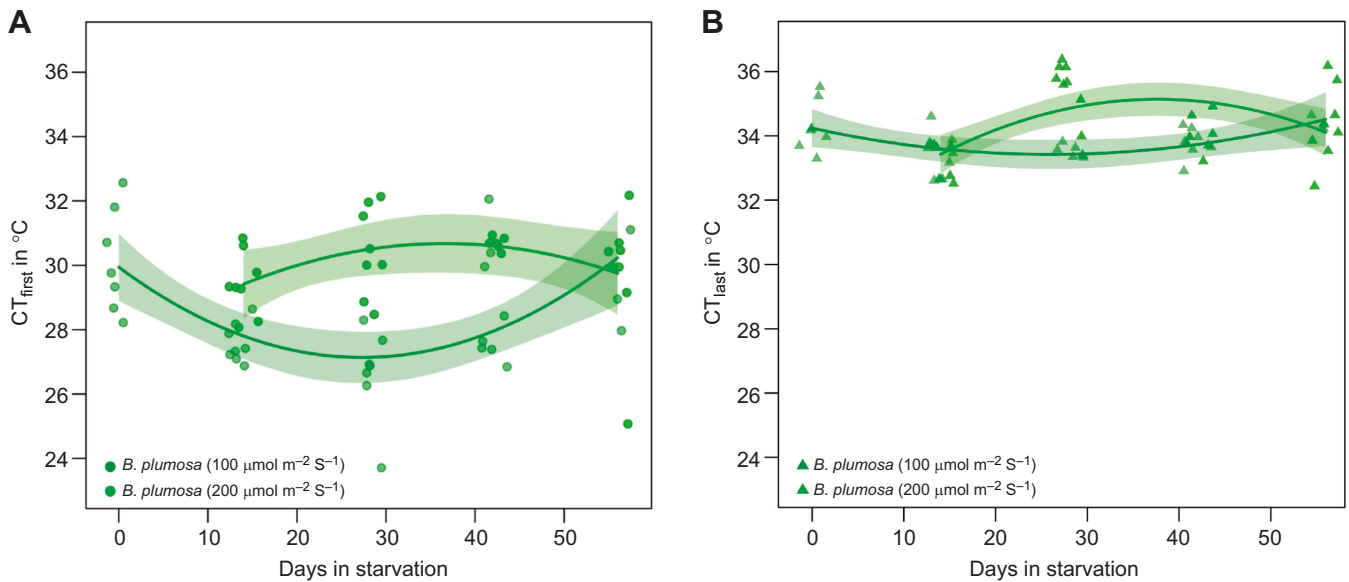 A
CT_first in °C
36
34
32
30
28
26
24
B. plumosa (100 μmol m⁻² S⁻¹)
B. plumosa (200 μmol m⁻² S⁻¹)
0 10 20 30 40 50
Days in starvation
B
CT_last in °C
36
34
32
30
28
26
24
B. plumosa (100 μmol m⁻² S⁻¹)
B. plumosa (200 μmol m⁻² S⁻¹)
0 10 20 30 40 50
Days in starvation